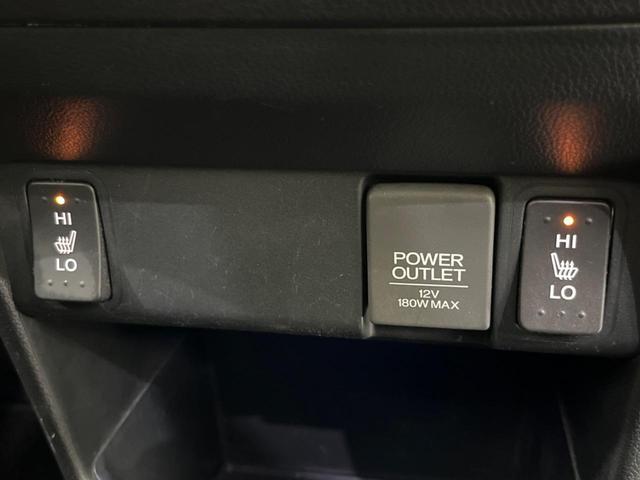 HI
LO
POWER
OUTLET
12V
180W MAX
HI
LO